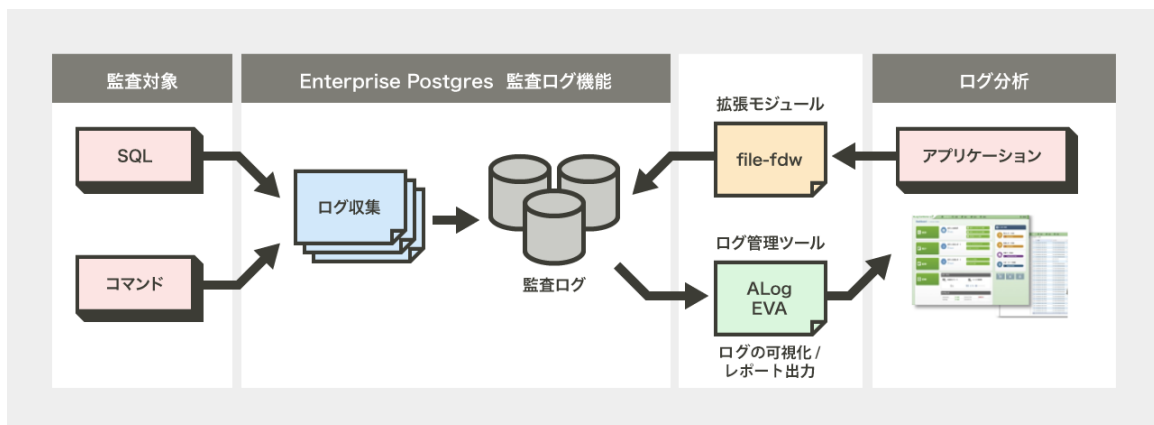 監査対象
Enterprise Postgres 監査ログ機能
ログ分析
SQL
コマンド
ログ収集
監査ログ
拡張モジュール
file-fdw
アプリケーション
ログ管理ツール
ALog
EVA
ログの可視化 /
レポート出力